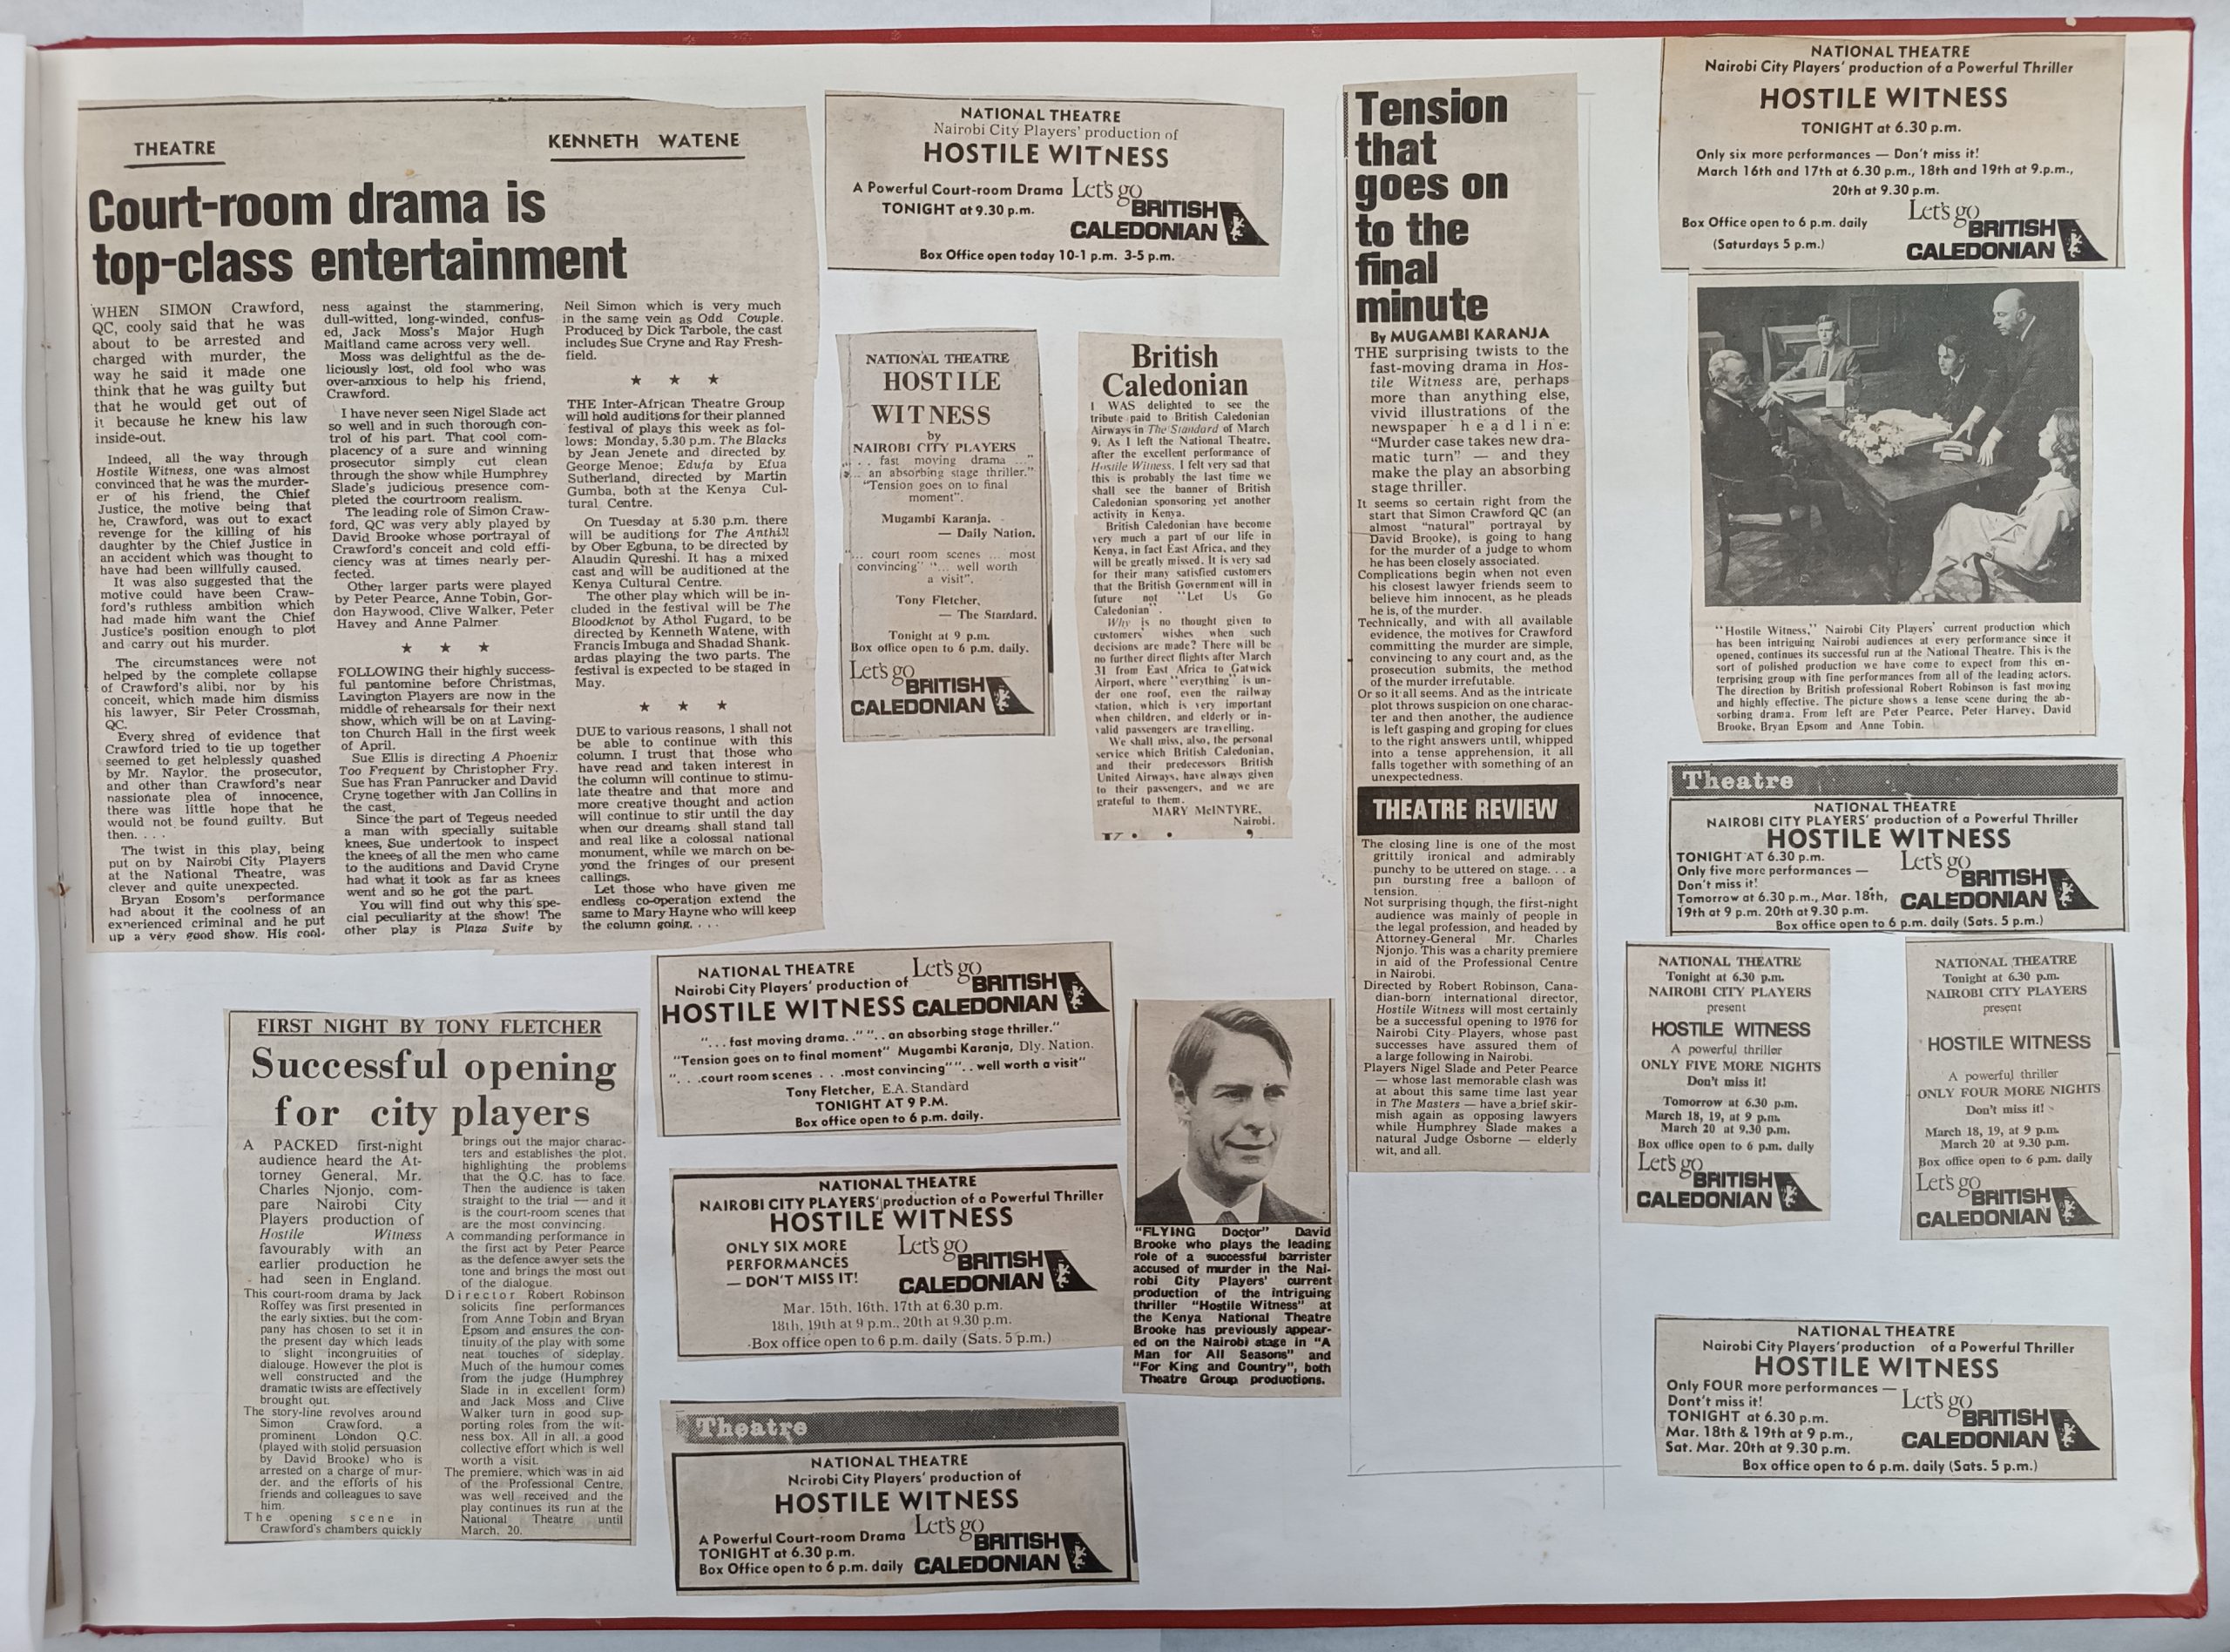 THEATRE
KENNETH WATENE
Court-room drama is
top-class entertainment
WHEN SIMON Crawford,
QC, cooly said that he was
about to be arrested and
charged with murder, the
way he said it made one
think that he was guilty but
that he would get out of
it because he knew his law
inside-out.
Indeed, all the way through
Hostile Witness, one was almost
convinced that he was the murder-
er of his friend, the Chief
Justice, the motive being that
he, Crawford, was out to exact
revenge for the killing of his
daughter by the Chief Justice in
an accident which was thought to
have been willfully caused.
It was also suggested that the
motive could have been Craw-
ford's ruthless ambition which
had made him want the Chief
Justice's position enough to plot
and carry out his murder.
The circumstances were not
helped by the complete collapse
of Crawford's alibi, nor by his
conceit, which made him dismiss
his lawyer, Sir Peter Crossmah,
QC.
Every shred of evidence that
Crawford tried to tie up together
seemed to get helplessly quashed
by Mr. Naylor, the prosecutor,
and other than Crawford's near
nassionate plea of innocence,
there was little hope that he
would not be found guilty. But
then. . . .
The twist in this play, being
put on by Nairobi City Players
at the National Theatre, was
clever and quite unexpected.
Bryan Epsom's performance
had about it the coolness of an
experienced criminal and he put
up a very good show. His cool-
ness against the stammering,
dull-witted, long-winded, confus-
ed, Jack Moss's Major Hugh
Maitland came across very well.
Moss was delightful as the de-
liciously lost, old fool who was
over-anxious to help his friend,
Crawford.
I have never seen Nigel Slade act
so well and in such thorough con-
trol of his part. That cool com-
placency of a sure and winning
prosecutor simply cut clean
through the show while Humphrey
Slade's judicious presence com-
pleted the courtroom realism.
The leading role of Simon Craw-
ford, QC was very ably played by
David Brooke whose portrayal of
Crawford's conceit and cold effi-
ciency was at times nearly per-
fected.
Other larger parts were played
by Peter Pearce, Anne Tobin, Gor-
don Haywood, Clive Walker, Peter
Havey and Anne Palmer.
★ ★ ★
FOLLOWING their highly success-
ful pantomine before Christmas,
Lavington Players are now in the
middle of rehearsals for their next
show, which will be on at Laving-
ton Church Hall in the first week
of April.
Sue Ellis is directing A Phoenix
Too Frequent by Christopher Fry.
Sue has Fran Panrucker and David
Cryne together with Jan Collins in
the cast.
Since the part of Tegeus needed
a man with specially suitable
knees, Sue undertook to inspect
the knees of all the men who came
to the auditions and David Cryne
had what it took as far as knees
went and so he got the part.
You will find out why this spe-
cial peculiarity at the show! The
other play is Plaza Suite by
Neil Simon which is very much
in the same vein as Odd Couple.
Produced by Dick Tarbole, the cast
includes Sue Cryne and Ray Fresh-
field.
★ ★ ★
THE Inter-African Theatre Group
will hold auditions for their planned
festival of plays this week as fol-
lows: Monday, 5.30 p.m. The Blacks
by Jean Jenete and directed by
George Menoe; Edufa by Efua
Sutherland, directed by Martin
Gumba, both at the Kenya Cul-
tural Centre.
On Tuesday at 5.30 p.m. there
will be auditions for The Anthill
by Ober Egbuna, to be directed by
Alaudin Qureshi. It has a mixed
cast and will be auditioned at the
Kenya Cultural Centre.
The other play which will be in-
cluded in the festival will be The
Bloodknot by Athol Fugard, to be
directed by Kenneth Watene, with
Francis Imbuga and Shadad Shank-
ardas playing the two parts. The
festival is expected to be staged in
May.
★ ★ ★
DUE to various reasons, I shall not
be able to continue with this
column. I trust that those who
have read and taken interest in
the column will continue to stimu-
late theatre and that more and
more creative thought and action
will continue to stir until the day
when our dreams shall stand tall
and real like a colossal national
monument, while we march on be-
yond the fringes of our present
callings.
Let those who have given me
endless co-operation extend the
same to Mary Hayne who will keep
the column going. . . .
FIRST NIGHT BY TONY FLETCHER
Successful opening
for city players
A PACKED first-night
audience heard the At-
torney General, Mr.
Charles Njonjo, com-
pare Nairobi City
Players production of
Hostile Witness
favourably with an
earlier production he
had seen in England.
This court-room drama by Jack
Roffey was first presented in
the early sixties, but the com-
pany has chosen to set it in
the present day which leads
to slight incongruities of
dialouge. However the plot is
well constructed and the
dramatic twists are effectively
brought out.
The story-line revolves around
Simon Crawford, a
prominent London Q.C.
(played with stolid persuasion
by David Brooke) who is
arrested on a charge of mur-
der, and the efforts of his
friends and colleagues to save
him.
The opening scene in
Crawford's chambers quickly
brings out the major charac-
ters and establishes the plot,
highlighting the problems
that the Q.C. has to face.
Then the audience is taken
straight to the trial — and it
is the court-room scenes that
are the most convincing.
A commanding performance in
the first act by Peter Pearce
as the defence awyer sets the
tone and brings the most out
of the dialogue.
Director Robert Robinson
solicits fine performances
from Anne Tobin and Bryan
Epsom and ensures the con-
tinuity of the play with some
neat touches of sideplay.
Much of the humour comes
from the judge (Humphrey
Slade in in excellent form)
and Jack Moss and Clive
Walker turn in good sup-
porting roles from the wit-
ness box. All in all, a good
collective effort which is well
worth a visit.
The premiere, which was in aid
of the Professional Centre,
was well received and the
play continues its run at the
National Theatre until
March, 20.
NATIONAL THEATRE
Nairobi City Players' production of
HOSTILE WITNESS
A Powerful Court-room Drama
TONIGHT at 9.30 p.m.
Let's go
BRITISH
CALEDONIAN
Box Office open today 10-1 p.m. 3-5 p.m.
NATIONAL THEATRE
HOSTILE
WITNESS
by
NAIROBI CITY PLAYERS
". . . fast moving drama ..."
"... an absorbing stage thriller."
"Tension goes on to final
moment".
Mugambi Karanja.
— Daily Nation.
"... court room scenes ... most
convincing" "... well worth
a visit".
Tony Fletcher,
— The Standard.
Tonight at 9 p.m.
Box office open to 6 p.m. daily.
Let's go
BRITISH
CALEDONIAN
British
Caledonian
I WAS delighted to see the
tribute paid to British Caledonian
Airways in The Standard of March
9. As I left the National Theatre,
after the excellent performance of
Hostile Witness, I felt very sad that
this is probably the last time we
shall see the banner of British
Caledonian sponsoring yet another
activity in Kenya.
British Caledonian have become
very much a part of our life in
Kenya, in fact East Africa, and they
will be greatly missed. It is very sad
for their many satisfied customers
that the British Government will in
future not "Let Us Go
Caledonian".
Why is no thought given to
customers' wishes when such
decisions are made? There will be
no further direct flights after March
31 from East Africa to Gatwick
Airport, where "everything" is un-
der one roof, even the railway
station, which is very important
when children, and elderly or in-
valid passengers are travelling.
We shall miss, also, the personal
service which British Caledonian,
and their predecessors British
United Airways, have always given
to their passengers, and we are
grateful to them.
MARY McINTYRE,
Nairobi.
NATIONAL THEATRE
Nairobi City Players' production of
HOSTILE WITNESS
Let's go
BRITISH
CALEDONIAN
"... fast moving drama.." ".. an absorbing stage thriller."
"Tension goes on to final moment" Mugambi Karanja, Dly. Nation.
". . .court room scenes . . .most convincing" ".. well worth a visit"
Tony Fletcher, E.A. Standard
TONIGHT AT 9 P.M.
Box office open to 6 p.m. daily.
NATIONAL THEATRE
NAIROBI CITY PLAYERS' production of a Powerful Thriller
HOSTILE WITNESS
ONLY SIX MORE
PERFORMANCES
— DON'T MISS IT!
Let's go
BRITISH
CALEDONIAN
Mar. 15th, 16th, 17th at 6.30 p.m.
18th, 19th at 9 p.m., 20th at 9.30 p.m.
Box office open to 6 p.m. daily (Sats. 5 p.m.)
Theatre
NATIONAL THEATRE
Ncirobi City Players' production of
HOSTILE WITNESS
A Powerful Court-room Drama
TONIGHT at 6.30 p.m.
Box Office open to 6 p.m. daily
Let's go
BRITISH
CALEDONIAN
"FLYING Doctor" David
Brooke who plays the leading
role of a successful barrister
accused of murder in the Nai-
robi City Players' current
production of the intriguing
thriller "Hostile Witness" at
the Kenya National Theatre
Brooke has previously appear-
ed on the Nairobi stage in "A
Man for All Seasons" and
"For King and Country", both
Theatre Group productions.
Tension
that
goes on
to the
final
minute
By MUGAMBI KARANJA
THE surprising twists to the
fast-moving drama in Hos-
tile Witness are, perhaps
more than anything else,
vivid illustrations of the
newspaper headline:
"Murder case takes new dra-
matic turn" — and they
make the play an absorbing
stage thriller.
It seems so certain right from the
start that Simon Crawford QC (an
almost "natural" portrayal by
David Brooke), is going to hang
for the murder of a judge to whom
he has been closely associated.
Complications begin when not even
his closest lawyer friends seem to
believe him innocent, as he pleads
he is, of the murder.
Technically, and with all available
evidence, the motives for Crawford
committing the murder are simple,
convincing to any court and, as the
prosecution submits, the method
of the murder irrefutable.
Or so it all seems. And as the intricate
plot throws suspicion on one charac-
ter and then another, the audience
is left gasping and groping for clues
to the right answers until, whipped
into a tense apprehension, it all
falls together with something of an
unexpectedness.
THEATRE REVIEW
The closing line is one of the most
grittily ironical and admirably
punchy to be uttered on stage. . . a
pin bursting free a balloon of
tension.
Not surprising though, the first-night
audience was mainly of people in
the legal profession, and headed by
Attorney-General Mr. Charles
Njonjo. This was a charity premiere
in aid of the Professional Centre
in Nairobi.
Directed by Robert Robinson, Cana-
dian-born international director,
Hostile Witness will most certainly
be a successful opening to 1976 for
Nairobi City Players, whose past
successes have assured them of
a large following in Nairobi.
Players Nigel Slade and Peter Pearce
— whose last memorable clash was
at about this same time last year
in The Masters — have a brief skir-
mish again as opposing lawyers
while Humphrey Slade makes a
natural Judge Osborne — elderly
wit, and all.
NATIONAL THEATRE
Nairobi City Players' production of a Powerful Thriller
HOSTILE WITNESS
TONIGHT at 6.30 p.m.
Only six more performances — Don't miss it!
March 16th and 17th at 6.30 p.m., 18th and 19th at 9.p.m.,
20th at 9.30 p.m.
Box Office open to 6 p.m. daily
(Saturdays 5 p.m.)
Let's go
BRITISH
CALEDONIAN
"Hostile Witness," Nairobi City Players' current production which
has been intriguing Nairobi audiences at every performance since it
opened, continues its successful run at the National Theatre. This is the
sort of polished production we have come to expect from this en-
terprising group with fine performances from all of the leading actors.
The direction by British professional Robert Robinson is fast moving
and highly effective. The picture shows a tense scene during the ab-
sorbing drama. From left are Peter Pearce, Peter Harvey, David
Brooke, Bryan Epsom and Anne Tobin.
Theatre
NATIONAL THEATRE
NAIROBI CITY PLAYERS' production of a Powerful Thriller
HOSTILE WITNESS
TONIGHT AT 6.30 p.m.
Only five more performances —
Don't miss it!
Tomorrow at 6.30 p.m., Mar. 18th,
19th at 9 p.m. 20th at 9.30 p.m.
Let's go
BRITISH
CALEDONIAN
Box office open to 6 p.m. daily (Sats. 5 p.m.)
NATIONAL THEATRE
Tonight at 6.30 p.m.
NAIROBI CITY PLAYERS
present
HOSTILE WITNESS
A powerful thriller
ONLY FIVE MORE NIGHTS
Don't miss it!
Tomorrow at 6.30 p.m.
March 18, 19, at 9 p.m.
March 20 at 9.30 p.m.
Box office open to 6 p.m. daily
Let's go
BRITISH
CALEDONIAN
NATIONAL THEATRE
Tonight at 6.30 p.m.
NAIROBI CITY PLAYERS
present
HOSTILE WITNESS
A powerful thriller
ONLY FOUR MORE NIGHTS
Don't miss it!
March 18, 19, at 9 p.m.
March 20 at 9.30 p.m.
Box office open to 6 p.m. daily
Let's go
BRITISH
CALEDONIAN
NATIONAL THEATRE
Nairobi City Players' production of a Powerful Thriller
HOSTILE WITNESS
Only FOUR more performances —
Dont't miss it!
TONIGHT at 6.30 p.m.
Mar. 18th & 19th at 9 p.m.,
Sat. Mar. 20th at 9.30 p.m.
Let's go
BRITISH
CALEDONIAN
Box office open to 6 p.m. daily (Sats. 5 p.m.)